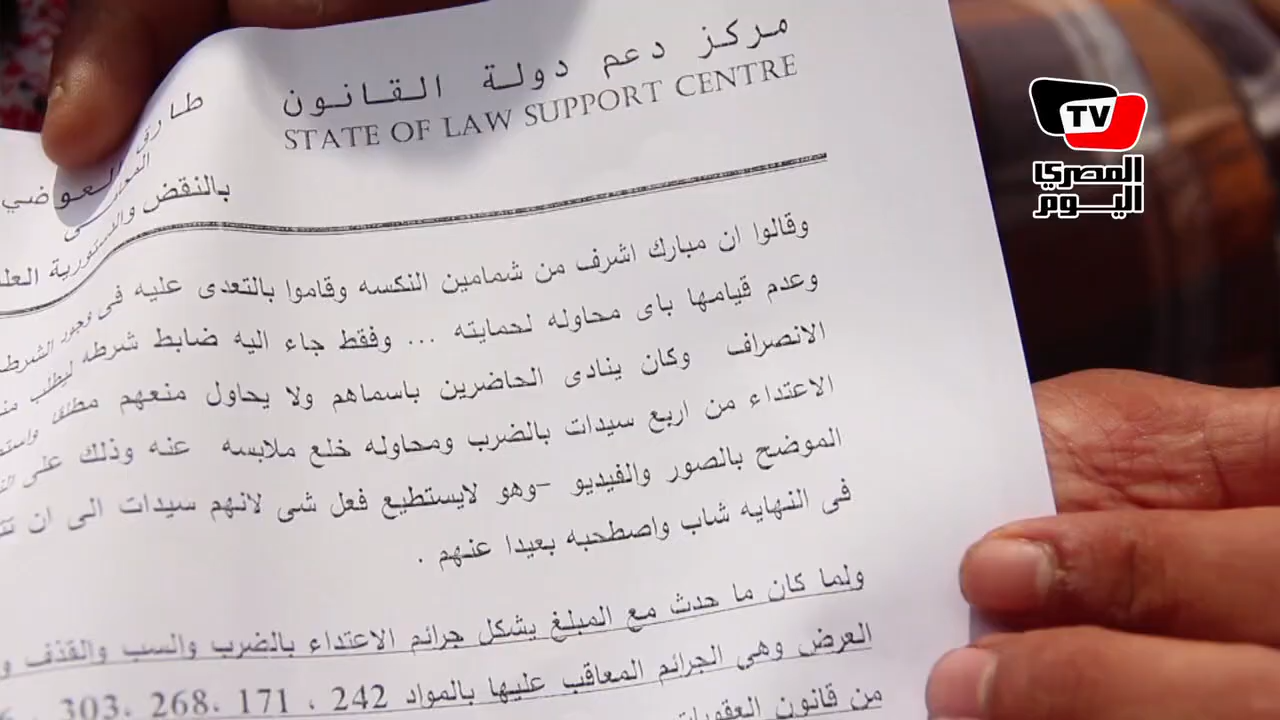 مركز دعم دولة القانون
STATE OF LAW SUPPORT CENTRE
طارق العوضي
بالنقض والدستورية
TV
المصري
اليوم
وقالوا ان مبارك اشرف من شمامين النكسه وقاموا بالتعدى عليه فى وجود
وعدم قيامها باى محاوله لحمايته ... وفقط جاء اليه ضابط شرطه ليطلب
الانصراف وكان ينادى الحاضرين باسماهم ولا يحاول منعهم مطلقا
الاعتداء من اربع سيدات بالضرب ومحاوله خلع ملابسه عنه وذلك على
الموضح بالصور والفيديو -وهو لايستطيع فعل شى لانهم سيدات الى ان
فى النهايه شاب واصطحبه بعيدا عنهم .
ولما كان ما حدث مع المبلغ يشكل جرائم الاعتداء بالضرب والسب والقذف
العرض وهى الجرائم المعاقب عليها بالمواد 242 ، 171 ،268 ،303
من قانون العقوبات